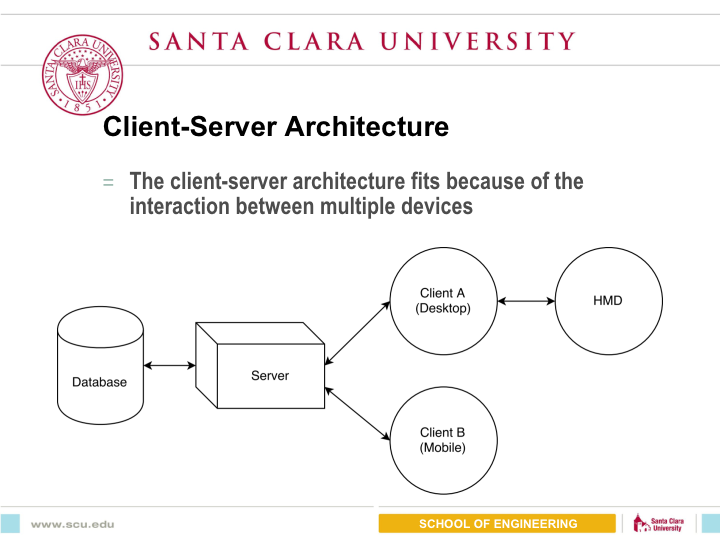 SANTA CLARA UNIVERSITY
SANTA CLARA UNIVERSITY
IHS
1851
Client-Server Architecture
= The client-server architecture fits because of the
interaction between multiple devices
Client A
(Desktop)
HMD
Database
Server
Client B
(Mobile)
www.scu.edu
SCHOOL OF ENGINEERING
Santa Clara
University